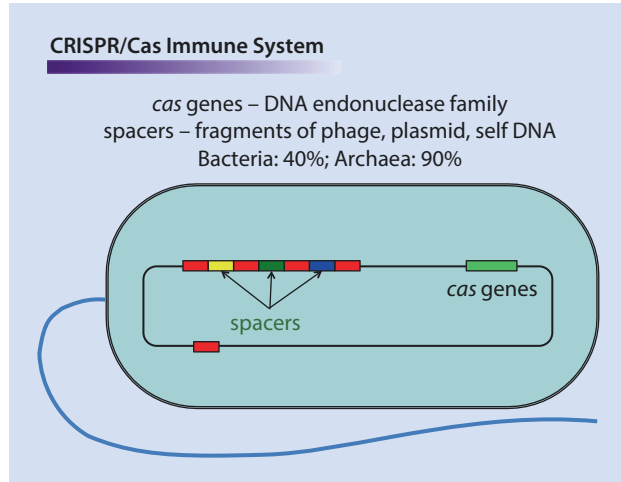 CRISPR/Cas Immune System
cas genes – DNA endonuclease family
spacers – fragments of phage, plasmid, self DNA
Bacteria: 40%; Archaea: 90%
cas genes
spacers